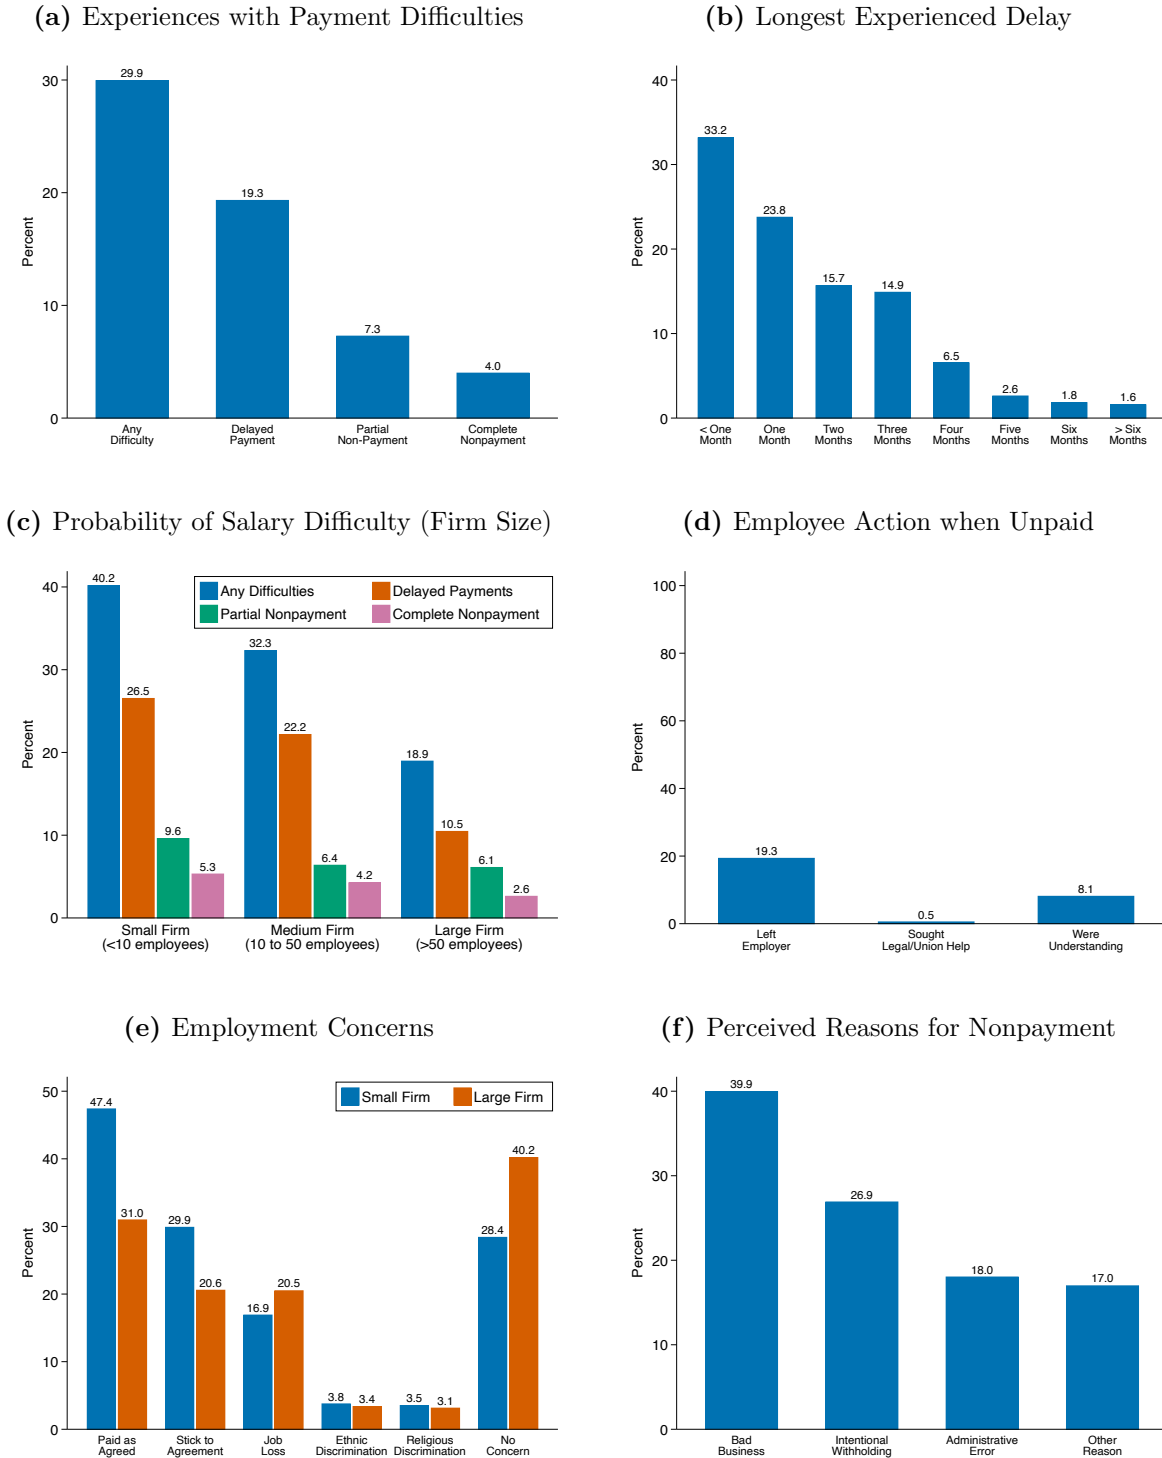 (a) Experiences with Payment Difficulties
Percent
30
20
10
0
29.9
19.3
7.3
4.0
Any
Difficulty
Delayed
Payment
Partial
Non-Payment
Complete
Nonpayment
(b) Longest Experienced Delay
Percent
40
30
20
10
0
33.2
23.8
15.7
14.9
6.5
2.6
1.8
1.6
< One
Month
One
Month
Two
Months
Three
Months
Four
Months
Five
Months
Six
Months
> Six
Months
(c) Probability of Salary Difficulty (Firm Size)
Any Difficulties
Delayed Payments
Partial Nonpayment
Complete Nonpayment
Percent
40
30
20
10
0
40.2
26.5
9.6
5.3
32.3
22.2
6.4
4.2
18.9
10.5
6.1
2.6
Small Firm
(<10 employees)
Medium Firm
(10 to 50 employees)
Large Firm
(>50 employees)
(d) Employee Action when Unpaid
Percent
100
80
60
40
20
0
19.3
0.5
8.1
Left
Employer
Sought
Legal/Union Help
Were
Understanding
(e) Employment Concerns
Small Firm
Large Firm
Percent
50
40
30
20
10
0
47.4
31.0
29.9
20.6
16.9
20.5
3.8
3.4
3.5
3.1
28.4
40.2
Paid as
Agreed
Stick to
Agreement
Job
Loss
Ethnic
Discrimination
Religious
Discrimination
No
Concern
(f) Perceived Reasons for Nonpayment
Percent
40
30
20
10
0
39.9
26.9
18.0
17.0
Bad
Business
Intentional
Withholding
Administrative
Error
Other
Reason